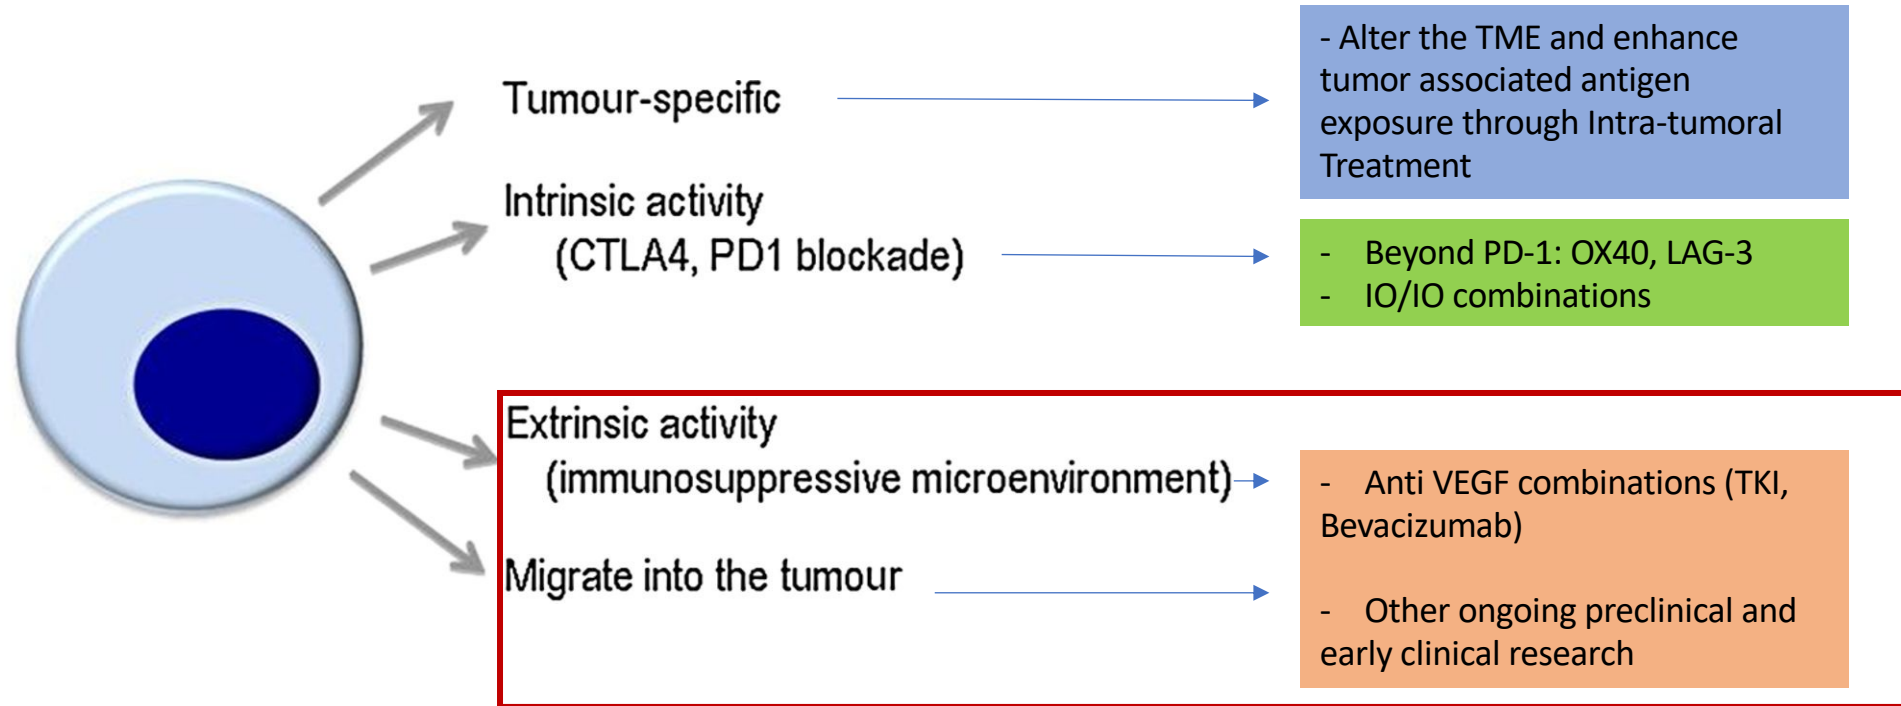 Tumour-specific
- Alter the TME and enhance
tumor associated antigen
exposure through Intra-tumoral
Treatment
Intrinsic activity
(CTLA4, PD1 blockade)
- Beyond PD-1: OX40, LAG-3
- IO/IO combinations
Extrinsic activity
(immunosuppressive microenvironment)
- Anti VEGF combinations (TKI,
Bevacizumab)
Migrate into the tumour
- Other ongoing preclinical and
early clinical research